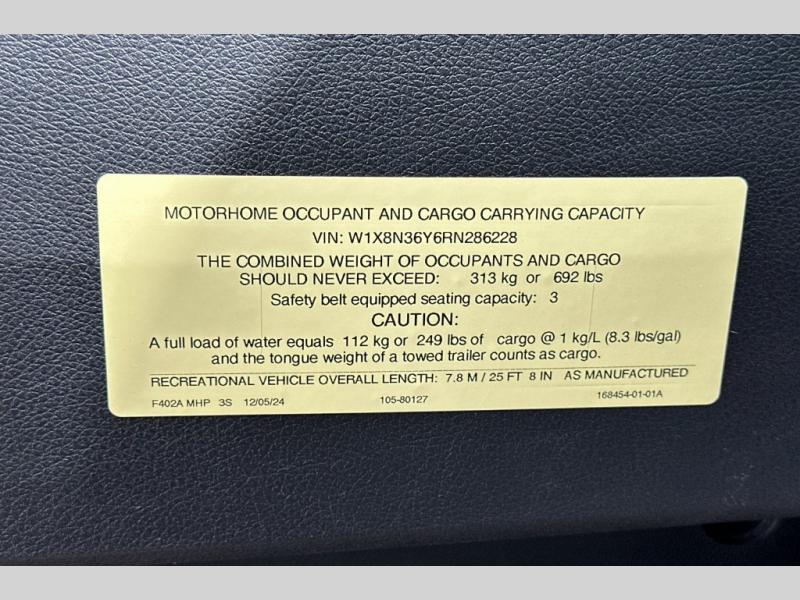 MOTORHOME OCCUPANT AND CARGO CARRYING CAPACITY
VIN: W1X8N36Y6RN286228
THE COMBINED WEIGHT OF OCCUPANTS AND CARGO
SHOULD NEVER EXCEED: 313 kg or 692 lbs
Safety belt equipped seating capacity: 3
CAUTION:
A full load of water equals 112 kg or 249 lbs of cargo @ 1 kg/L (8.3 lbs/gal)
and the tongue weight of a towed trailer counts as cargo.
RECREATIONAL VEHICLE OVERALL LENGTH: 7.8 M / 25 FT 8 IN AS MANUFACTURED
F402A MHP 3S 12/05/24 105-80127 168454-01-01A